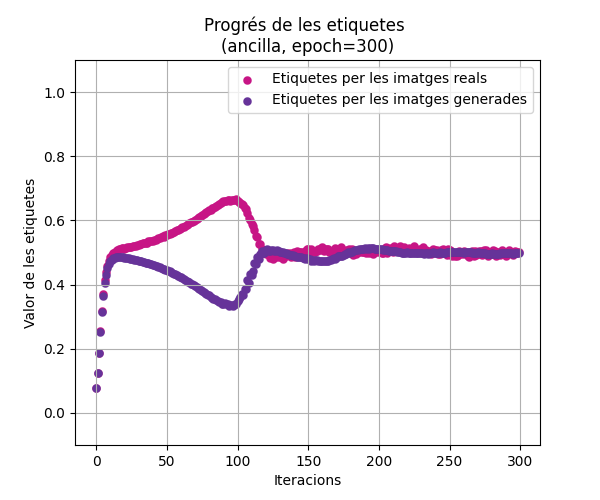 Progrés de les etiquetes
(ancilla, epoch=300)
Etiquetes per les imatges reals
Etiquetes per les imatges generades
Valor de les etiquetes
1.0
0.8
0.6
0.4
0.2
0.0
0 50 100 150 200 250 300
Iteracions